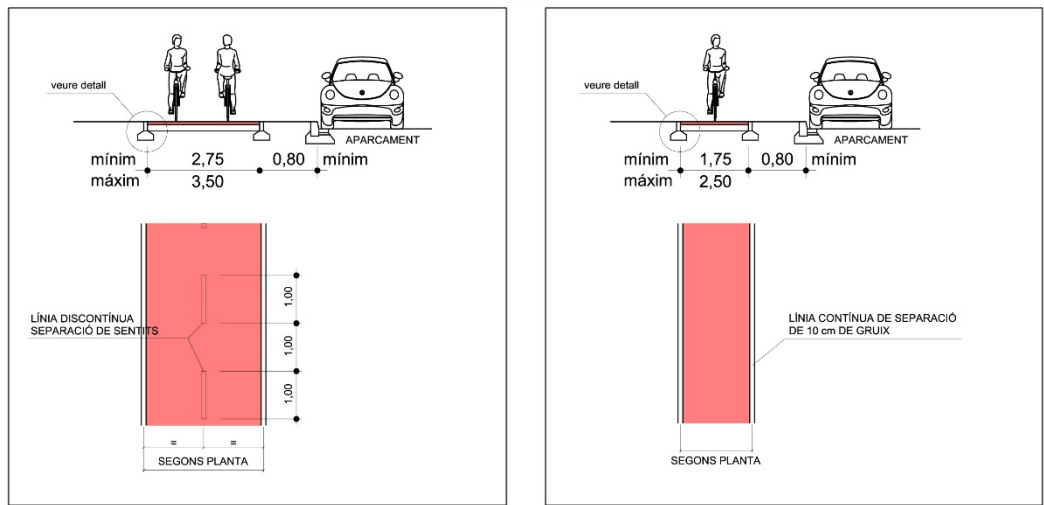 veure detall
APARCAMENT
mínim 2,75 0,80 mínim
máxim 3,50
1,00
LÍNIA DISCONTÍNUA
SEPARACIÓ DE SENTITS
1,00
1,00
= =
SEGONS PLANTA
veure detall
APARCAMENT
mínim 1,75 0,80 mínim
máxim 2,50
LÍNIA CONTÍNUA DE SEPARACIÓ
DE 10 cm DE GRUIX
SEGONS PLANTA